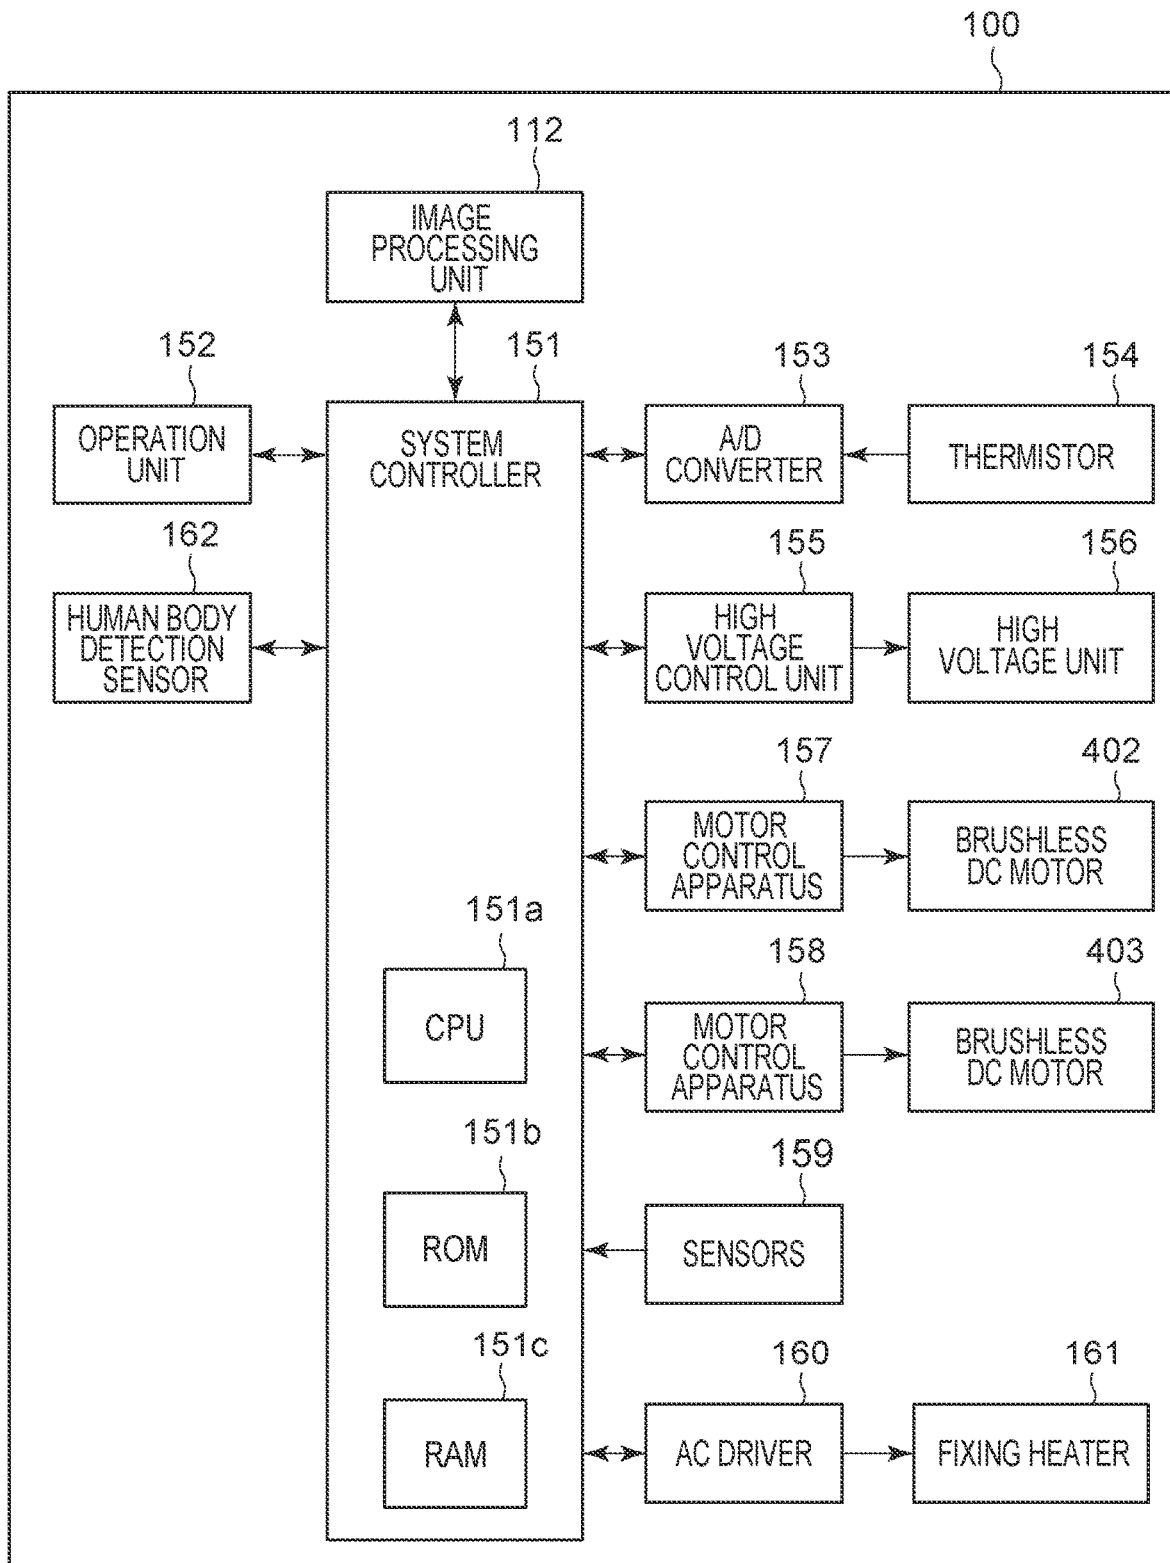 100
112
IMAGE
PROCESSING
UNIT
152
151
153
154
OPERATION
UNIT
SYSTEM
CONTROLLER
A/D
CONVERTER
THERMISTOR
162
155
156
HUMAN BODY
DETECTION
SENSOR
HIGH
VOLTAGE
CONTROL UNIT
HIGH
VOLTAGE UNIT
157
402
MOTOR
CONTROL
APPARATUS
BRUSHLESS
DC MOTOR
151a
CPU
158
403
MOTOR
CONTROL
APPARATUS
BRUSHLESS
DC MOTOR
151b
ROM
159
SENSORS
151c
RAM
160
161
AC DRIVER
FIXING HEATER